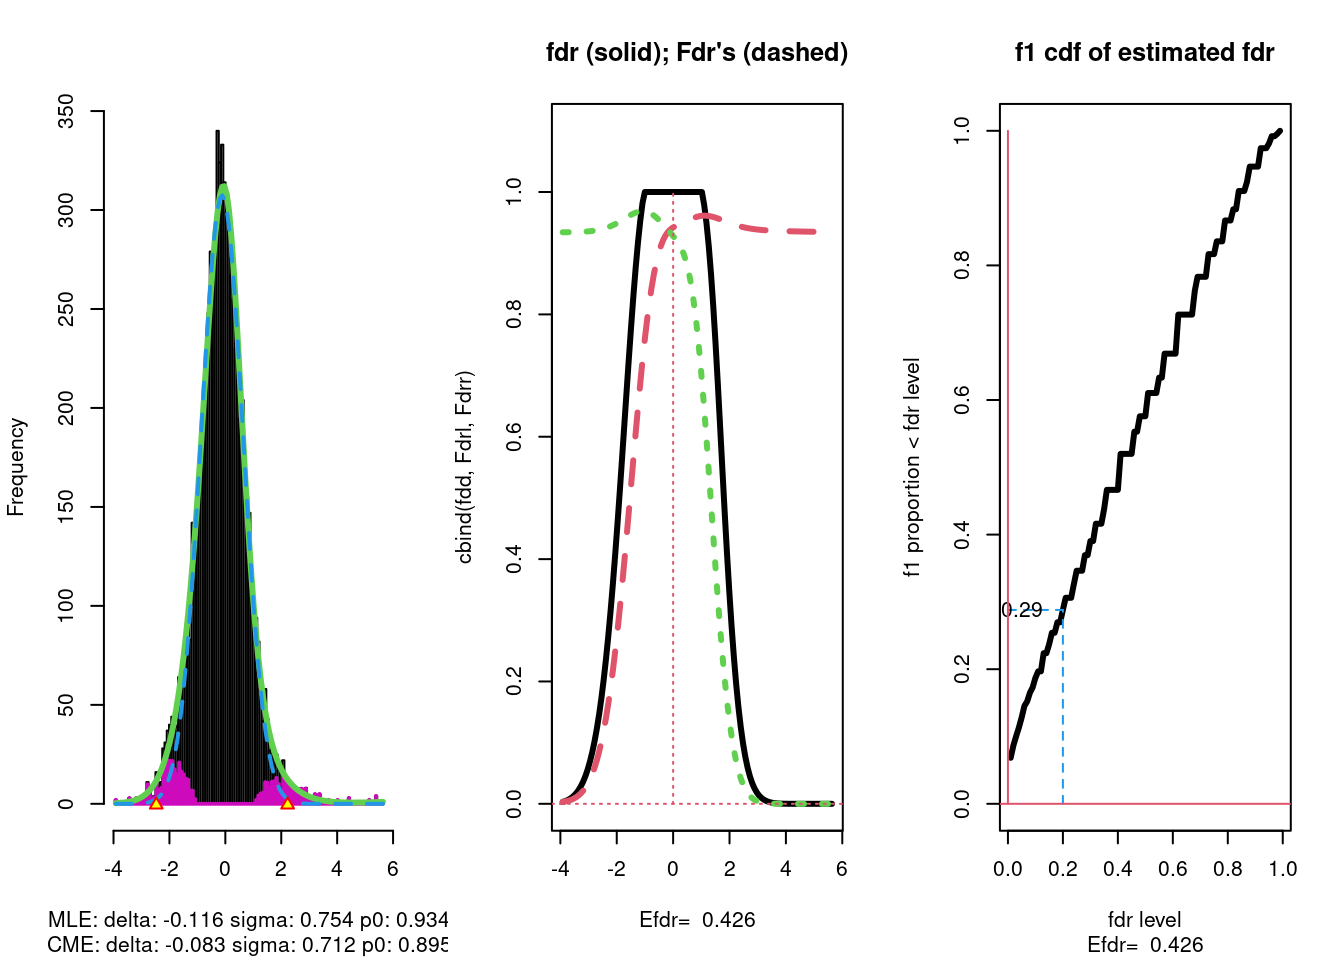 Frequency
0
50
100
150
200
250
300
350
-4 -2 0 2 4 6
MLE: delta: -0.116 sigma: 0.754 p0: 0.934
CME: delta: -0.083 sigma: 0.712 p0: 0.895
fdr (solid); Fdr's (dashed)
cbind(fdd, Fdrl, Fdrr)
0.0
0.2
0.4
0.6
0.8
1.0
-4 -2 0 2 4 6
Efdr= 0.426
f1 cdf of estimated fdr
f1 proportion < fdr level
0.0
0.2
0.4
0.6
0.8
1.0
0.29
0.0 0.2 0.4 0.6 0.8 1.0
fdr level
Efdr= 0.426